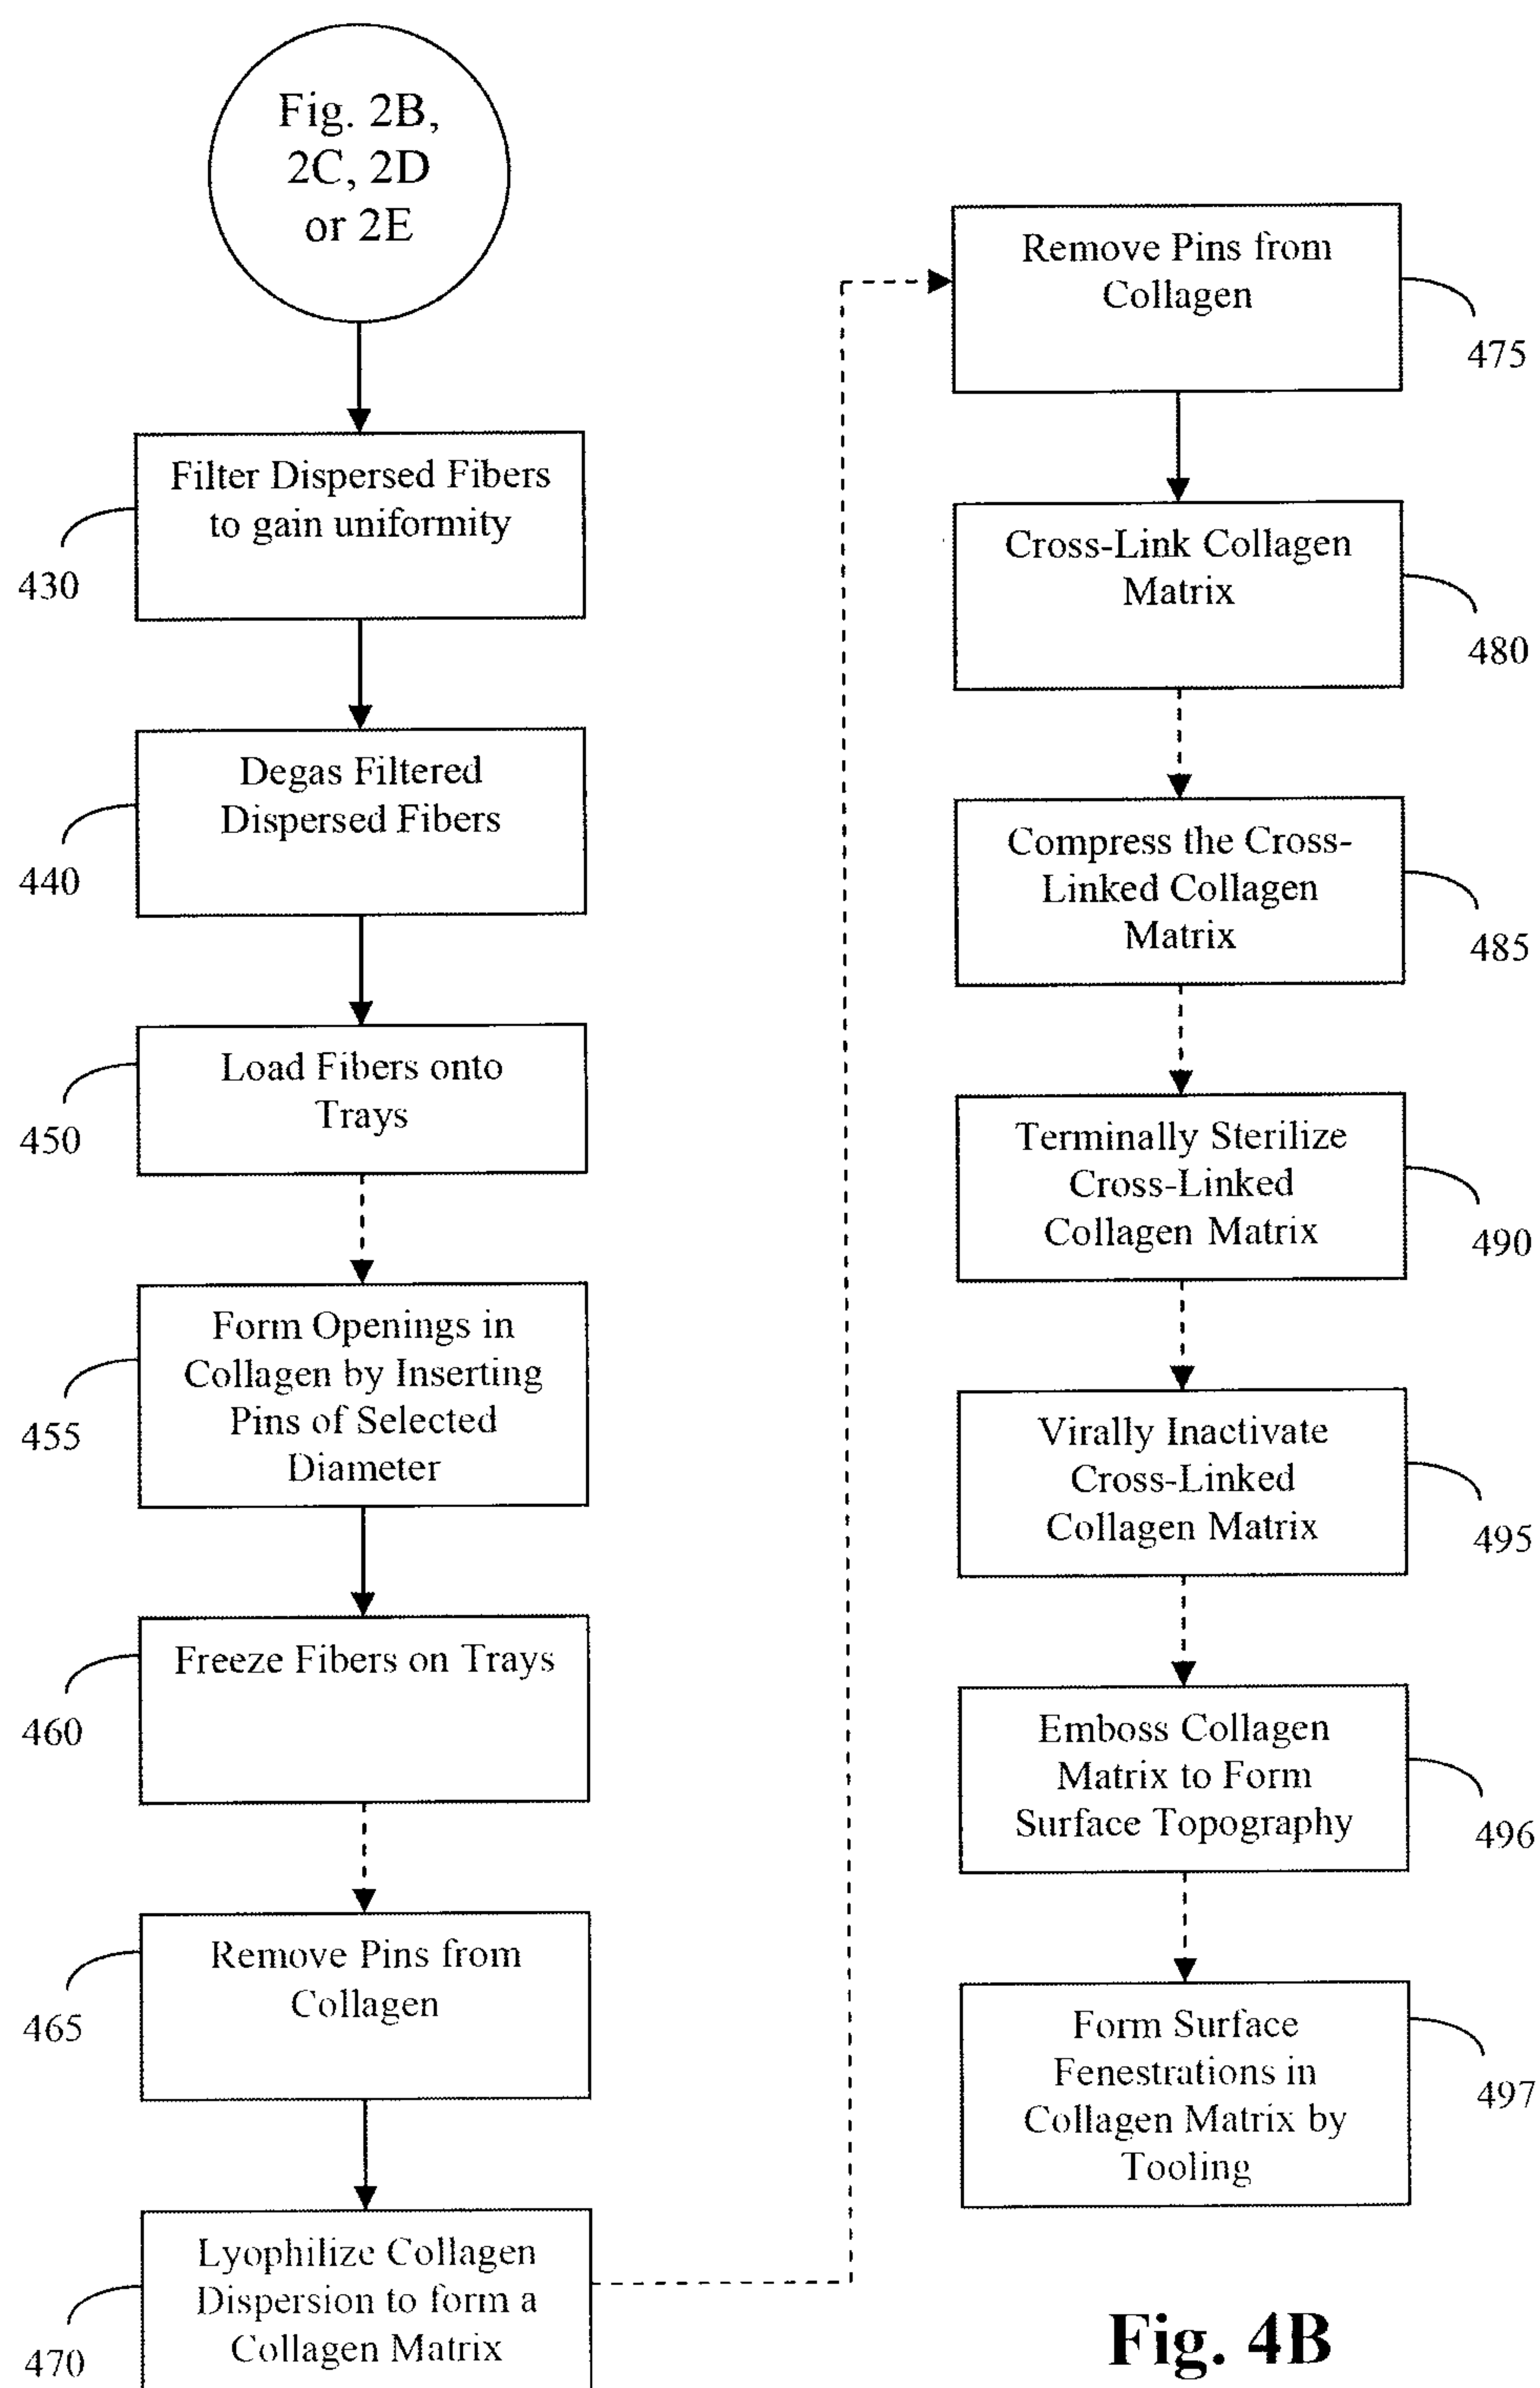 Fig. 2B,
2C, 2D
or 2E
Filter Dispersed Fibers
to gain uniformity
430
Degas Filtered
Dispersed Fibers
440
Load Fibers onto
Trays
450
Form Openings in
Collagen by Inserting
Pins of Selected
Diameter
455
Freeze Fibers on Trays
460
Remove Pins from
Collagen
465
Lyophilize Collagen
Dispersion to form a
Collagen Matrix
470
Remove Pins from
Collagen
475
Cross-Link Collagen
Matrix
480
Compress the Cross-
Linked Collagen
Matrix
485
Terminally Sterilize
Cross-Linked
Collagen Matrix
490
Virally Inactivate
Cross-Linked
Collagen Matrix
495
Emboss Collagen
Matrix to Form
Surface Topography
496
Form Surface
Fenestrations in
Collagen Matrix by
Tooling
497
Fig. 4B